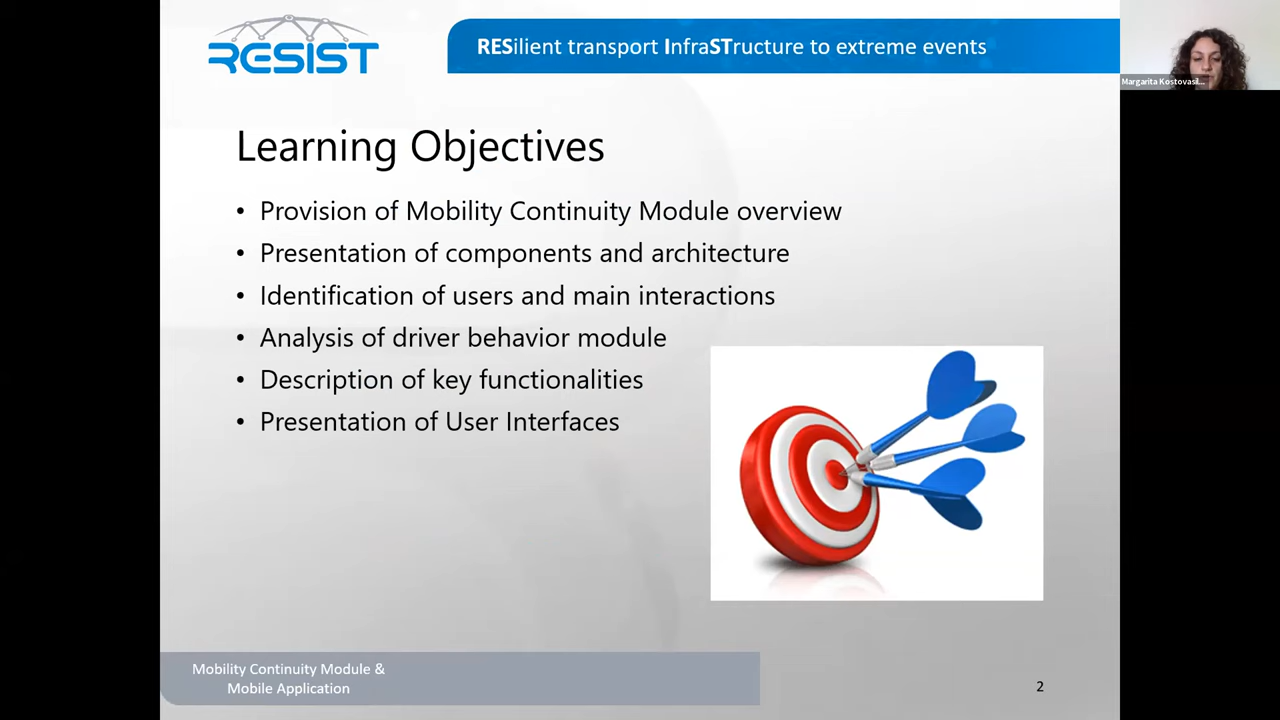 RESIST
RESilient transport InfraSTructure to extreme events
Margarita Kostovasil...
Learning Objectives
• Provision of Mobility Continuity Module overview
• Presentation of components and architecture
• Identification of users and main interactions
• Analysis of driver behavior module
• Description of key functionalities
• Presentation of User Interfaces
Mobility Continuity Module &
Mobile Application
2